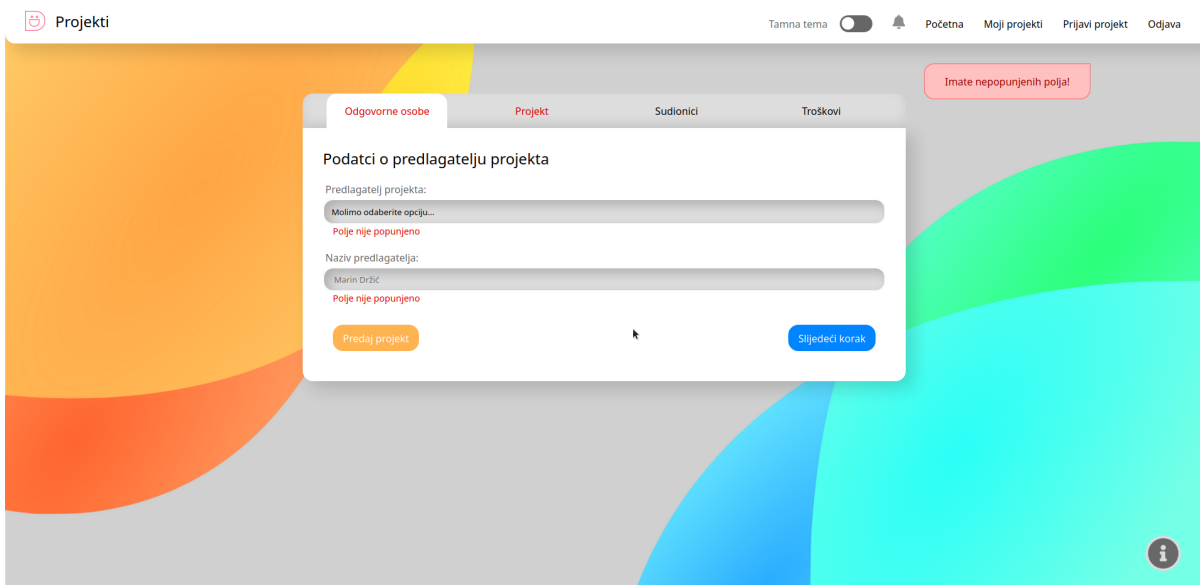 Projekti
Tamna tema
Početna
Moji projekti
Prijavi projekt
Odjava
Imate nepopunjenih polja!
Odgovorne osobe
Projekt
Sudionici
Troškovi
Podatci o predlagatelju projekta
Predlagatelj projekta:
Molimo odaberite opciju...
Polje nije popunjeno
Naziv predlagatelja:
Marin Držić
Polje nije popunjeno
Predaj projekt
Slijedeći korak